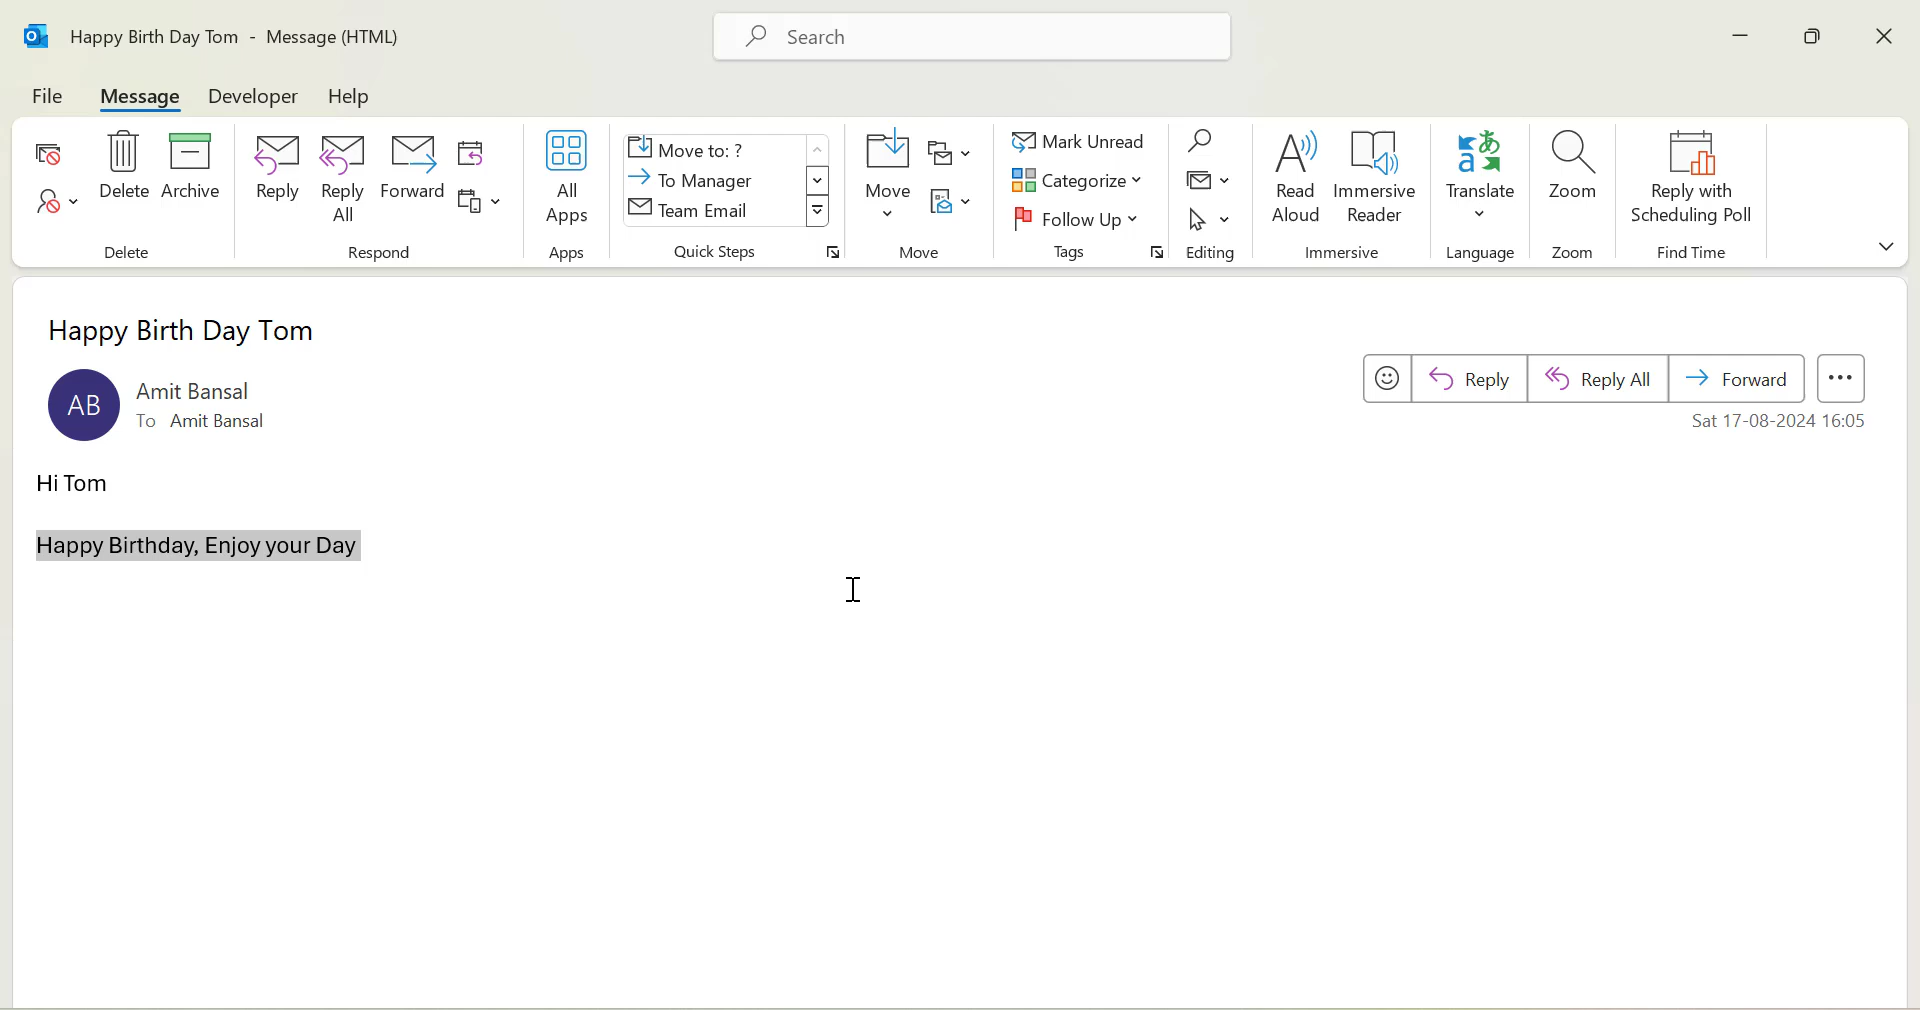 Happy Birth Day Tom - Message (HTML)
Search
File Message Developer Help
Delete Archive
Delete
Reply Reply All Forward
Respond
All Apps
Apps
Move to: ?
To Manager
Team Email
Quick Steps
Move
Move
Mark Unread
Categorize
Follow Up
Tags
Editing
Read Aloud Immersive Reader
Immersive
Translate
Language
Zoom
Zoom
Reply with Scheduling Poll
Find Time
Happy Birth Day Tom
AB
Amit Bansal
To Amit Bansal
Reply Reply All Forward
Sat 17-08-2024 16:05
Hi Tom
Happy Birthday, Enjoy your Day